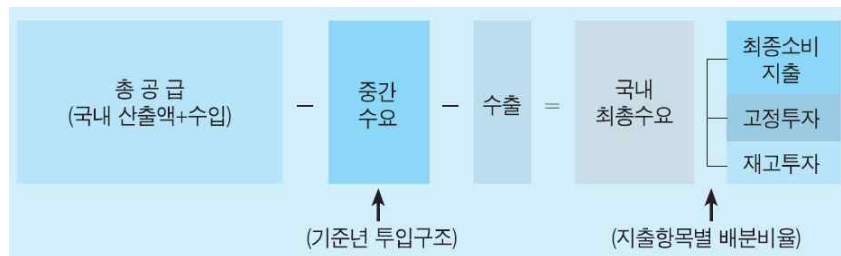 총 공 급
(국내 산출액+수입)
－
중간
수요
－
수출
=
국내
최종수요
최종소비
지출
고정투자
재고투자
(기준년 투입구조)
(지출항목별 배분비율)